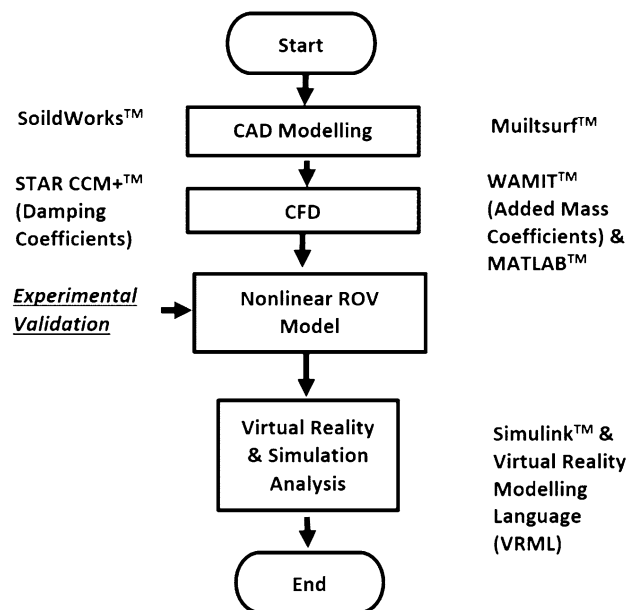 Start
SoildWorks™
CAD Modelling
Muiltsurf™
STAR CCM+™
(Damping
Coefficients)
CFD
WAMIT™
(Added Mass
Coefficients) &
MATLAB™
Experimental
Validation
Nonlinear ROV
Model
Virtual Reality
& Simulation
Analysis
Simulink™ &
Virtual Reality
Modelling
Language
(VRML)
End